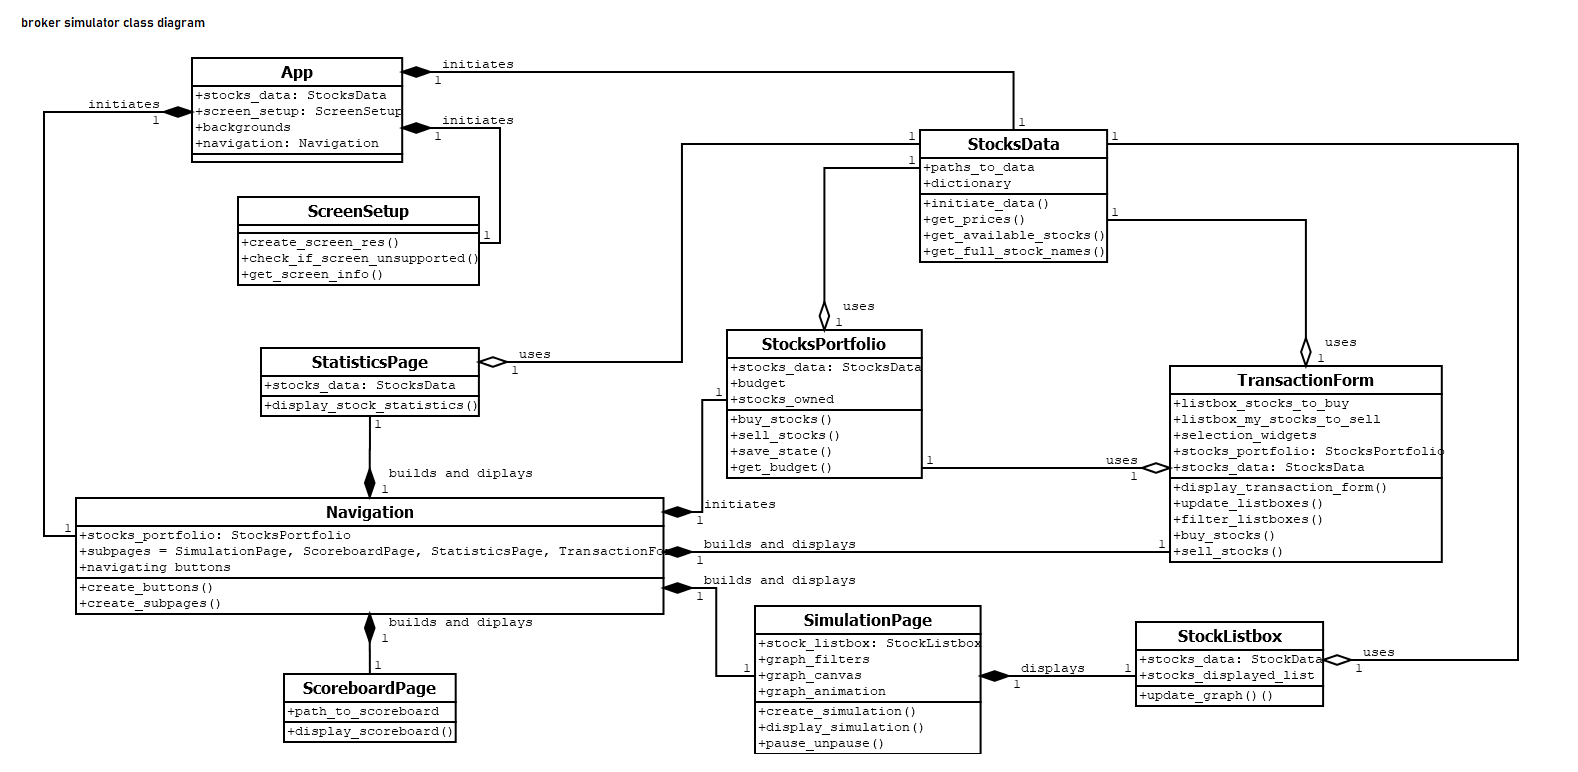 broker simulator class diagram
App
+stocks_data: StocksData
+screen_setup: ScreenSetup
+backgrounds
+navigation: Navigation
initiates
1
initiates
1
initiates
1
1
ScreenSetup
+create_screen_res()
+check_if_screen_unsupported()
+get_screen_info()
1
StocksData
+paths_to_data
+dictionary
+initiate_data()
+get_prices()
+get_available_stocks()
+get_full_stock_names()
1
1
1
1
StatisticsPage
+stocks_data: StocksData
+display_stock_statistics()
uses
1
1
builds and diplays
1
StocksPortfolio
+stocks_data: StocksData
+budget
+stocks_owned
+buy_stocks()
+sell_stocks()
+save_state()
+get_budget()
uses
1
1
1
uses
1
TransactionForm
+listbox_stocks_to_buy
+listbox_my_stocks_to_sell
+selection_widgets
+stocks_portfolio: StocksPortfolio
+stocks_data: StocksData
+display_transaction_form()
+update_listboxes()
+filter_listboxes()
+buy_stocks()
+sell_stocks()
uses
1
1
Navigation
+stocks_portfolio: StocksPortfolio
+subpages = SimulationPage, ScoreboardPage, StatisticsPage, TransactionFo
+navigating buttons
+create_buttons()
+create_subpages()
1
initiates
1
builds and displays
1
builds and displays
1
builds and diplays
1
1
ScoreboardPage
+path_to_scoreboard
+display_scoreboard()
SimulationPage
+stock_listbox: StockListbox
+graph_filters
+graph_canvas
+graph_animation
+create_simulation()
+display_simulation()
+pause_unpause()
1
displays
1
1
StockListbox
+stocks_data: StockData
+stocks_displayed_list
+update_graph()()
uses
1